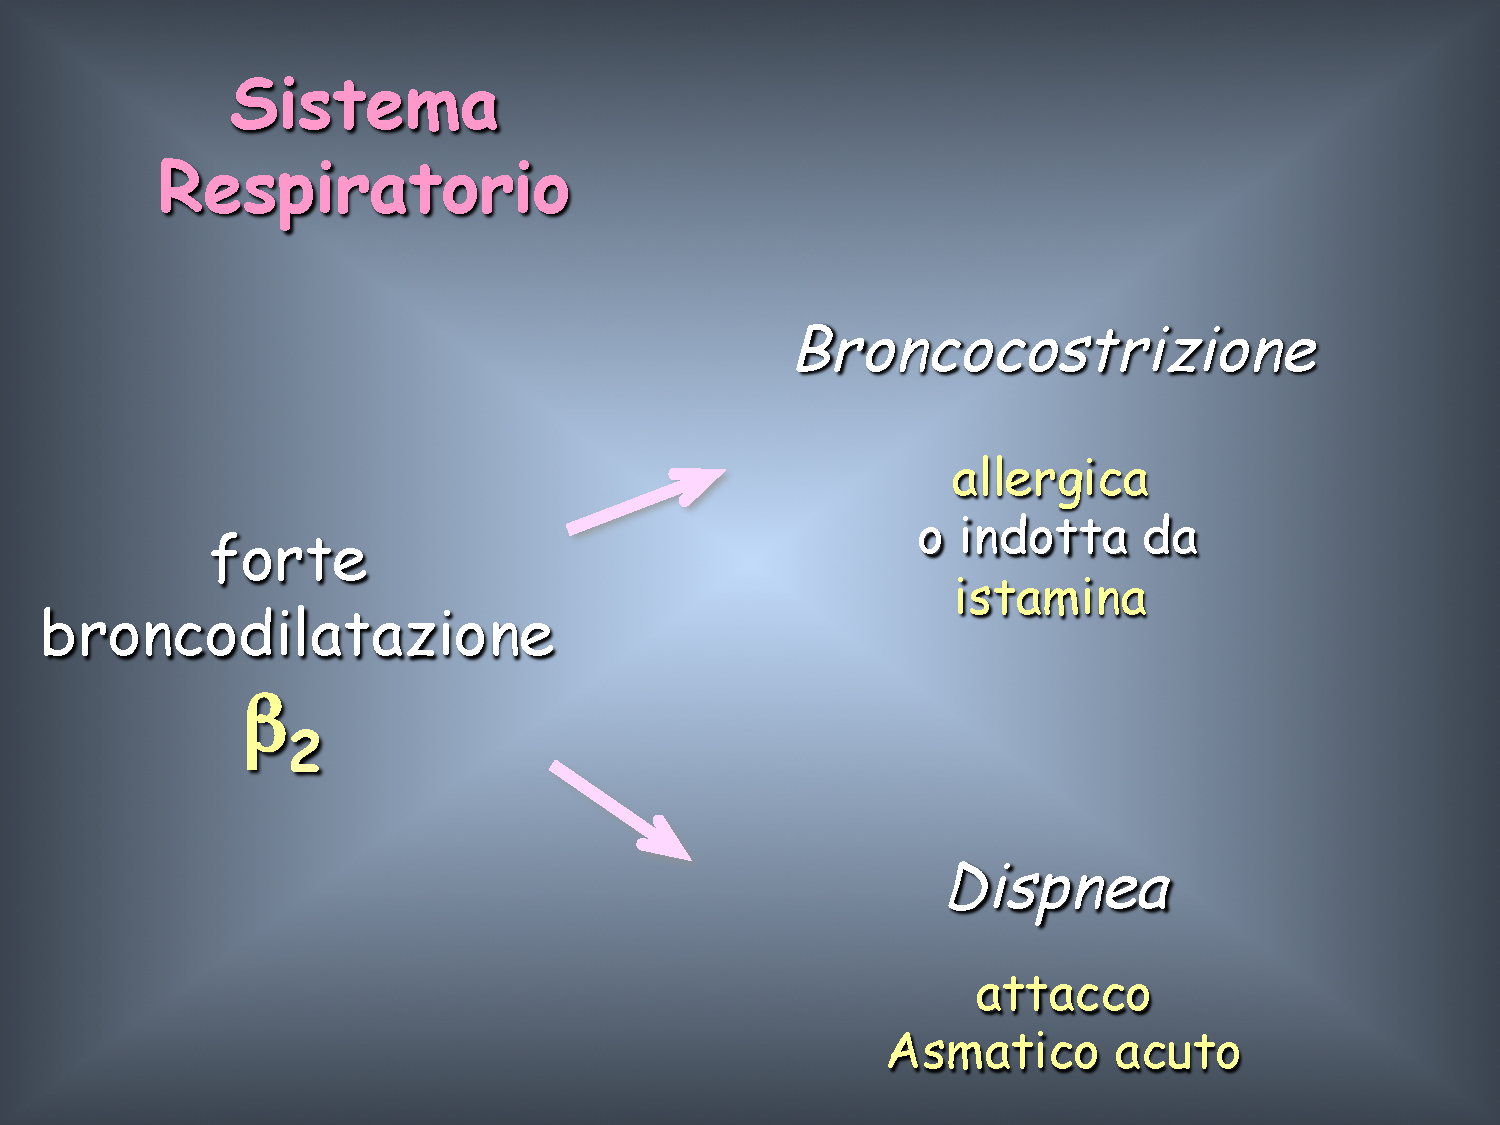 Sistema
Respiratorio
forte
broncodilatazione
β2
Broncocostrizione
allergica
o indotta da
istamina
Dispnea
attacco
Asmatico acuto